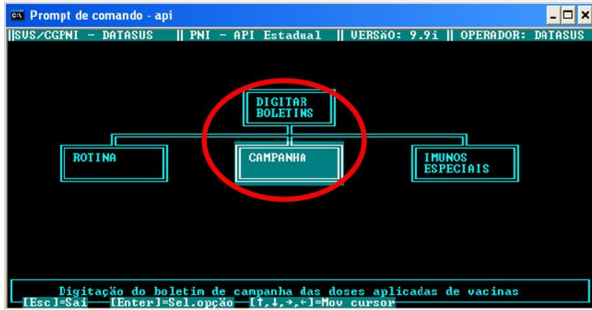 Prompt de comando - api
||SVS/CGPNI - DATASUS || PNI - API Estadual || VERSÃO: 9.9i || OPERADOR: DATASUS
DIGITAR
BOLETINS
ROTINA
CAMPANHA
IMUNOS
ESPECIAIS
Digitação do boletim de campanha das doses aplicadas de vacinas
[Esc]=Sai [Enter]=Sel.opção [↑,↓,→,←]=Mov cursor